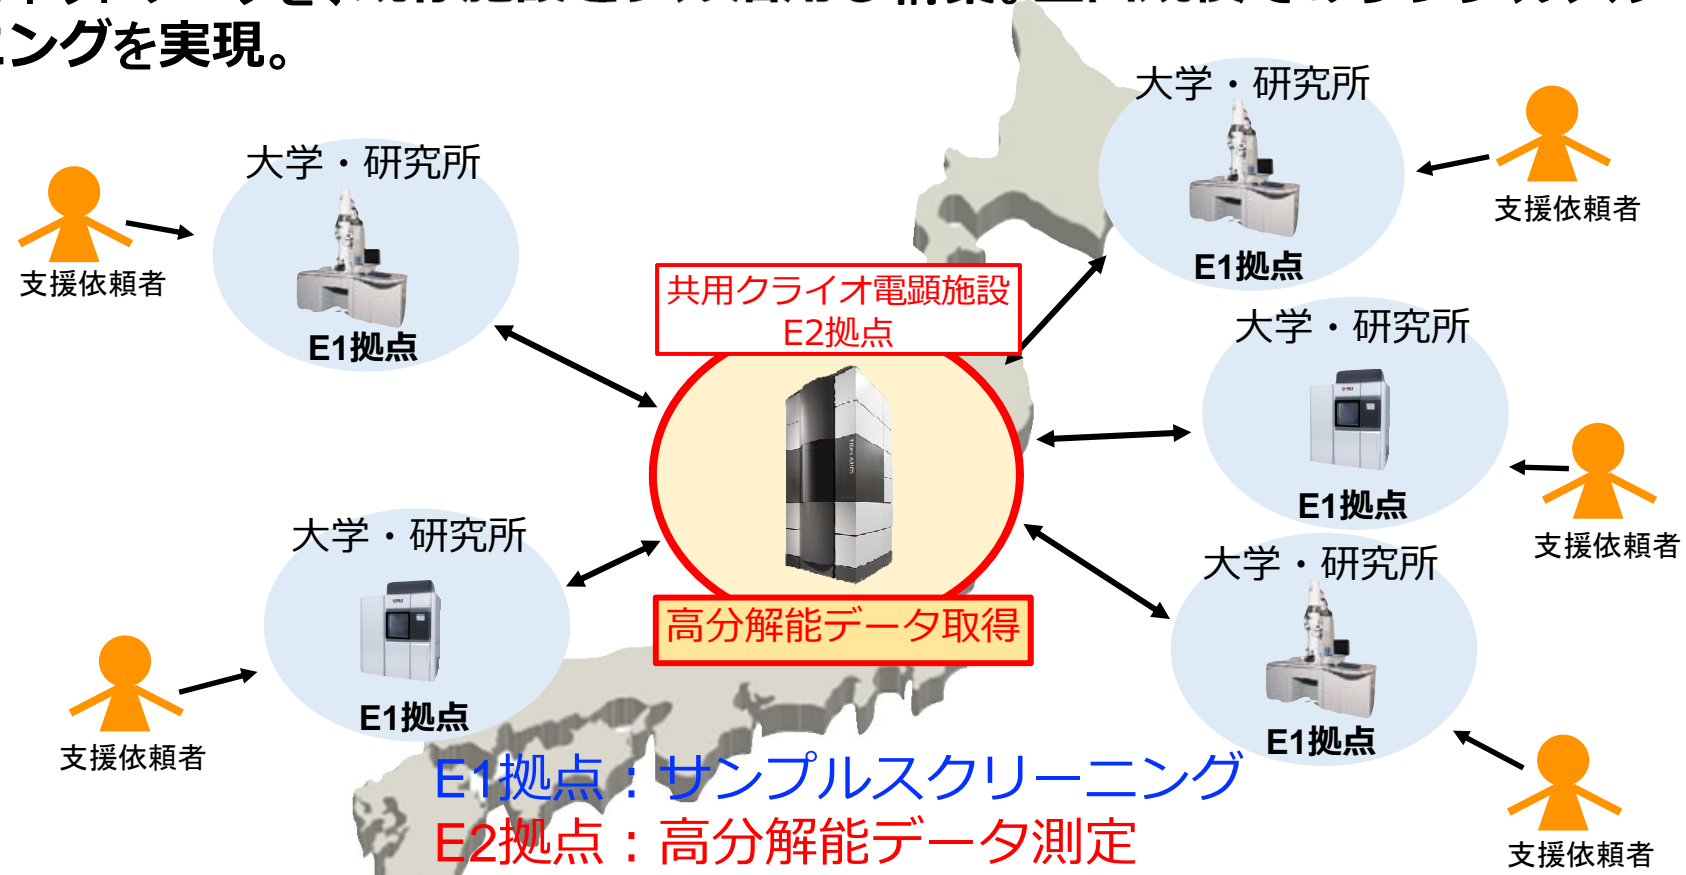 ニングを実現。
大学・研究所
E1拠点
支援依頼者
大学・研究所
E1拠点
支援依頼者
共用クライオ電顕施設
E2拠点
TITAN KRIOS
高分解能データ取得
大学・研究所
E1拠点
支援依頼者
大学・研究所
E1拠点
支援依頼者
大学・研究所
E1拠点
支援依頼者
E1拠点：サンプルスクリーニング
E2拠点：高分解能データ測定